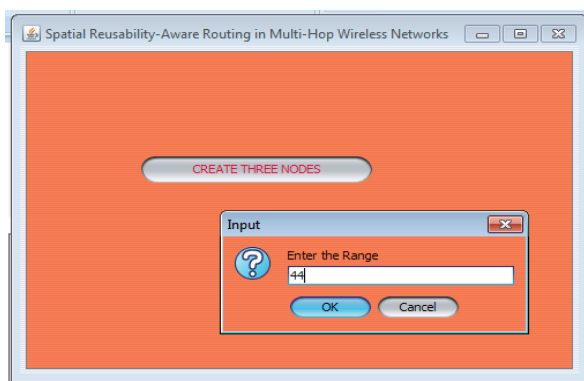 Spatial Reusability-Aware Routing in Multi-Hop Wireless Networks
CREATE THREE NODES
Input
Enter the Range
44
OK
Cancel